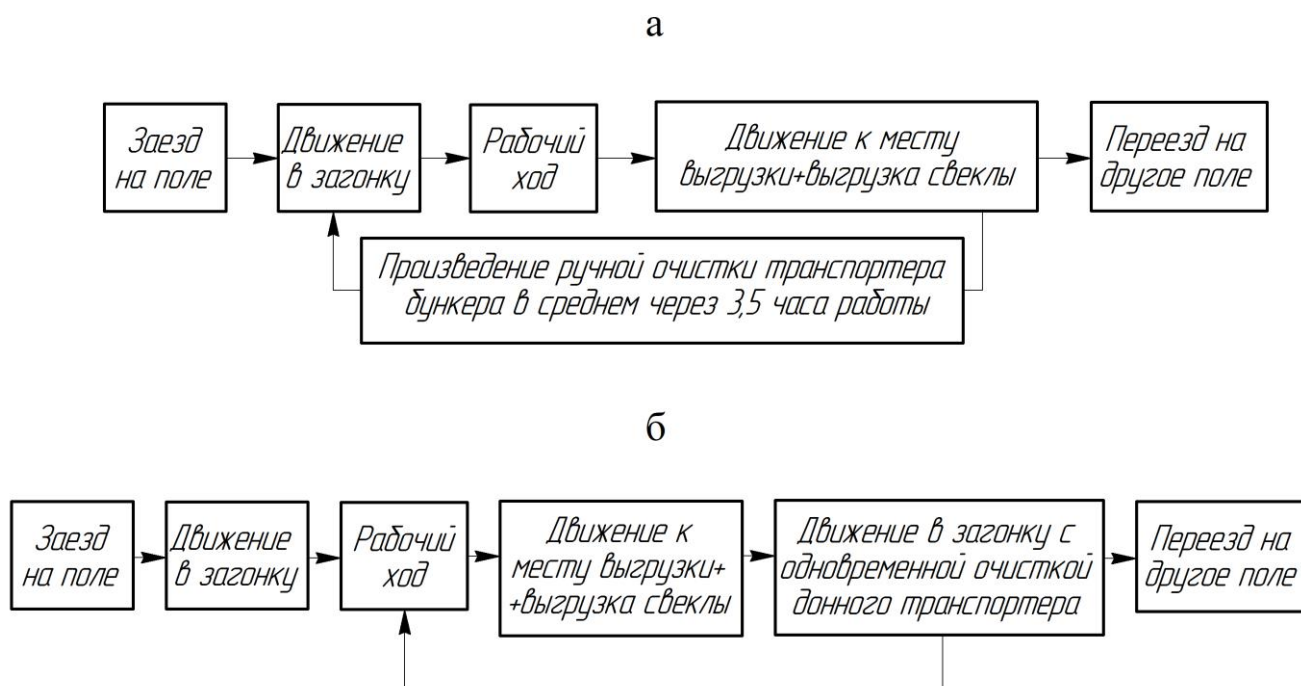 а
Заезд
на поле
Движение
в загонку
Рабочий
ход
Движение к месту
выгрузки+выгрузка свеклы
Переезд на
другое поле
Произведение ручной очистки транспортера
бункера в среднем через 3,5 часа работы
б
Заезд
на поле
Движение
в загонку
Рабочий
ход
Движение к
месту выгрузки+
+выгрузка свеклы
Движение в загонку с
одновременной очисткой
донного транспортера
Переезд на
другое поле